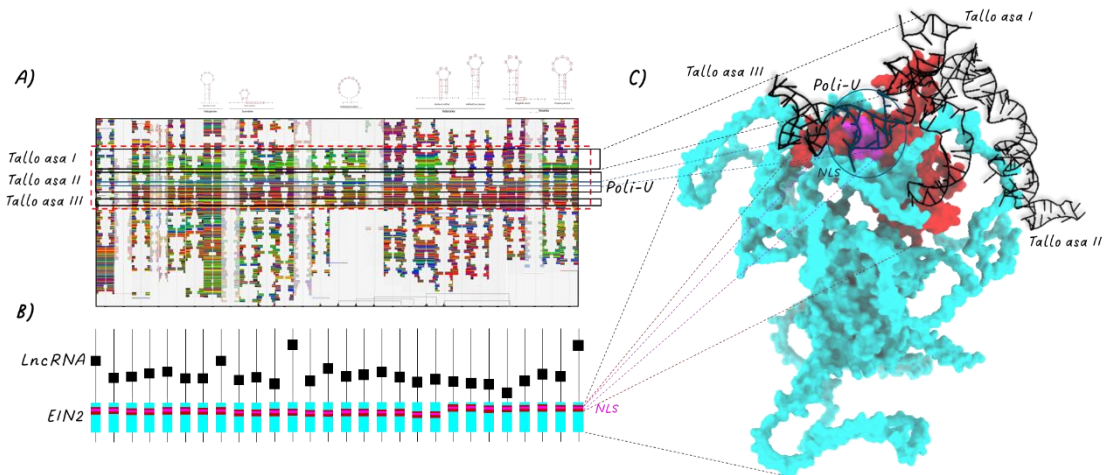 A)
Tallo asa I
Tallo asa II
Tallo asa III
Poli-U
B)
LncRNA
EIN2
NLS
C)
Tallo asa I
Tallo asa III
Poli-U
NLS
Tallo asa II